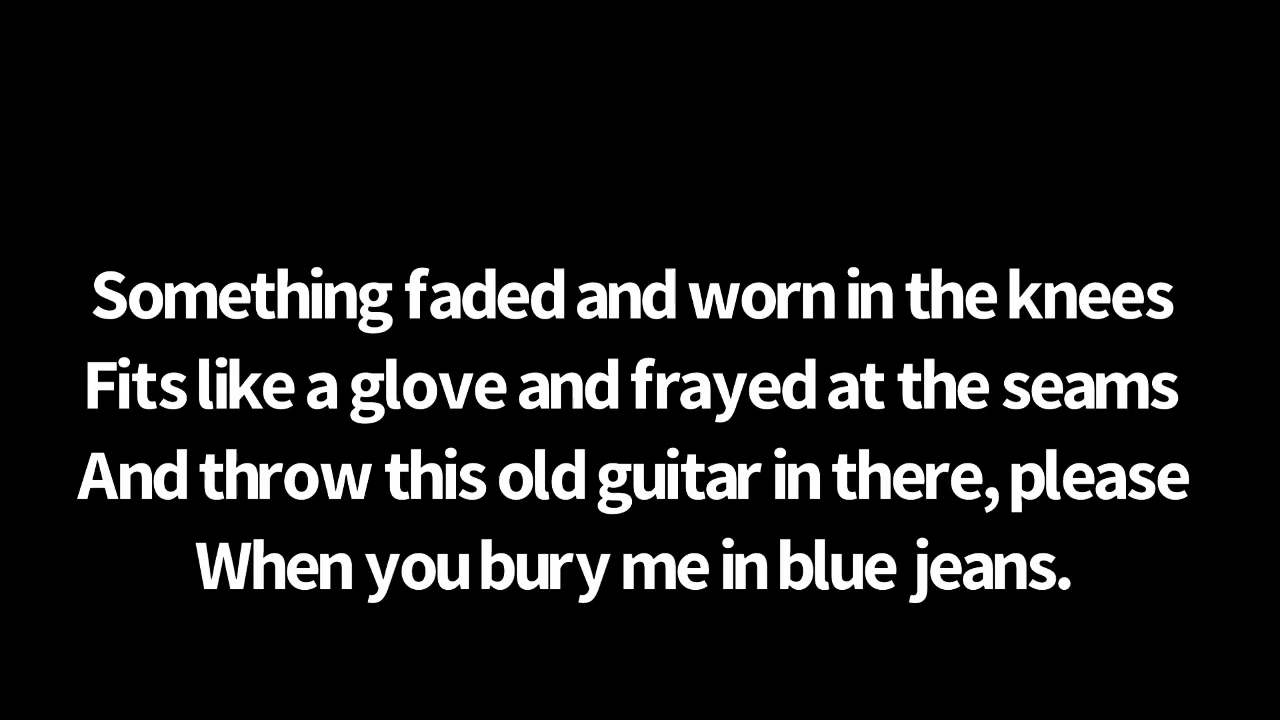 Something faded and worn in the knees
Fits like a glove and frayed at the seams
And throw this old guitar in there, please
When you bury me in blue jeans.